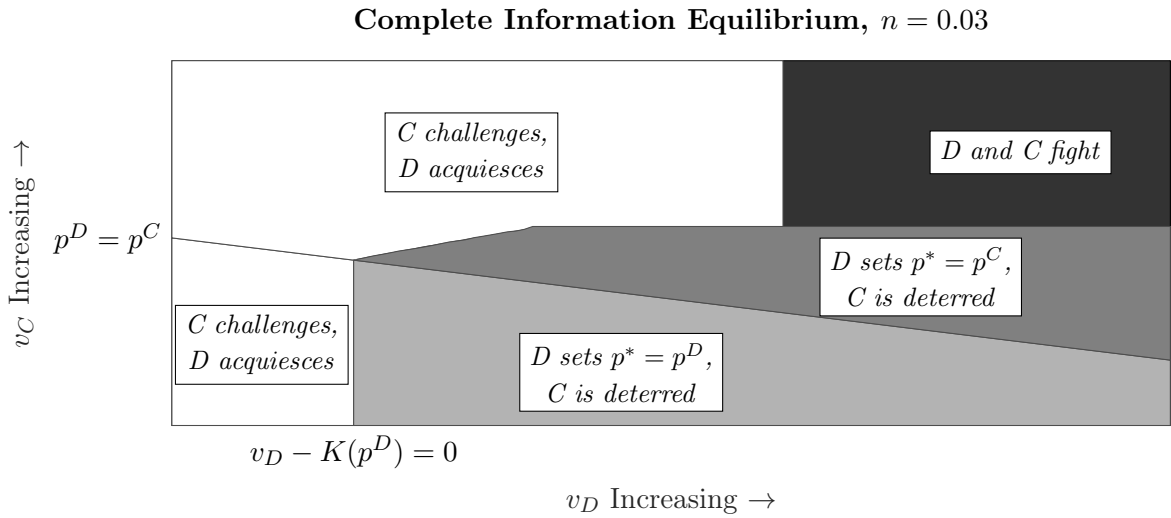 Complete Information Equilibrium, n = 0.03
C challenges,
D acquiesces
D and C fight
v_C Increasing →
p^D = p^C
D sets p* = p^C,
C is deterred
C challenges,
D acquiesces
D sets p* = p^D,
C is deterred
v_D − K(p^D) = 0
v_D Increasing →